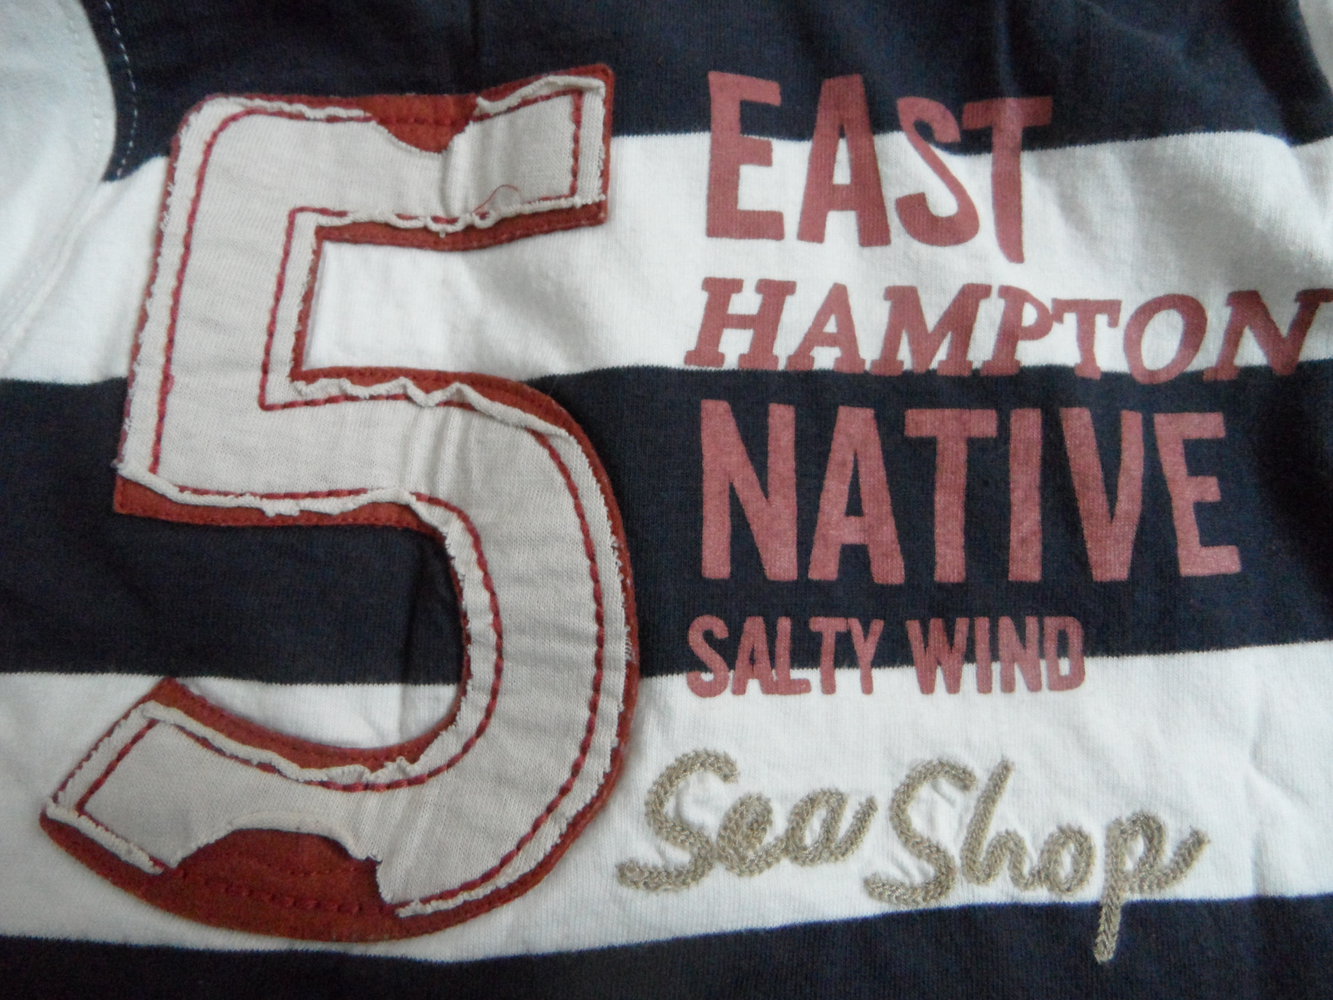 5
EAST
HAMPTON
NATIVE
SALTY WIND
Sea Shop